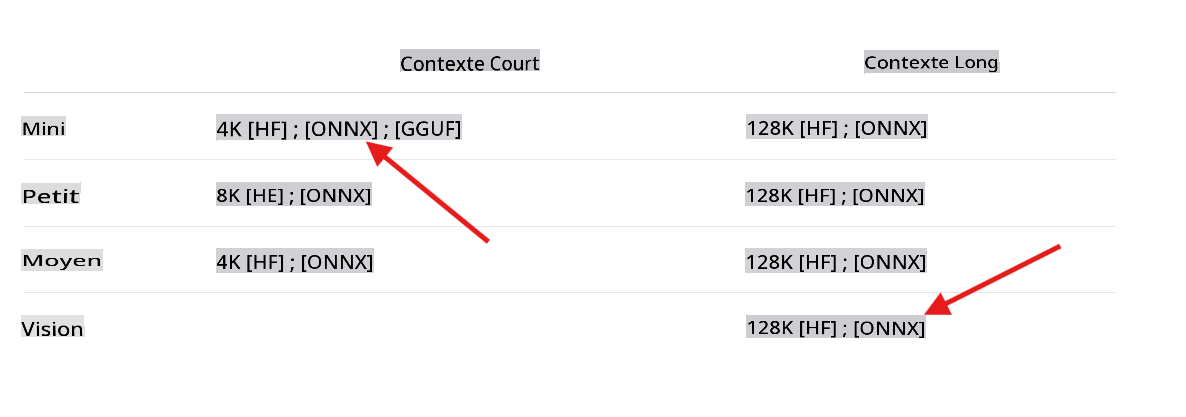 Contexte Court Contexte Long
Mini 4K [HF] ; [ONNX] ; [GGUF] 128K [HF] ; [ONNX]
Petit 8K [HE] ; [ONNX] 128K [HF] ; [ONNX]
Moyen 4K [HF] ; [ONNX] 128K [HF] ; [ONNX]
Vision 128K [HF] ; [ONNX]